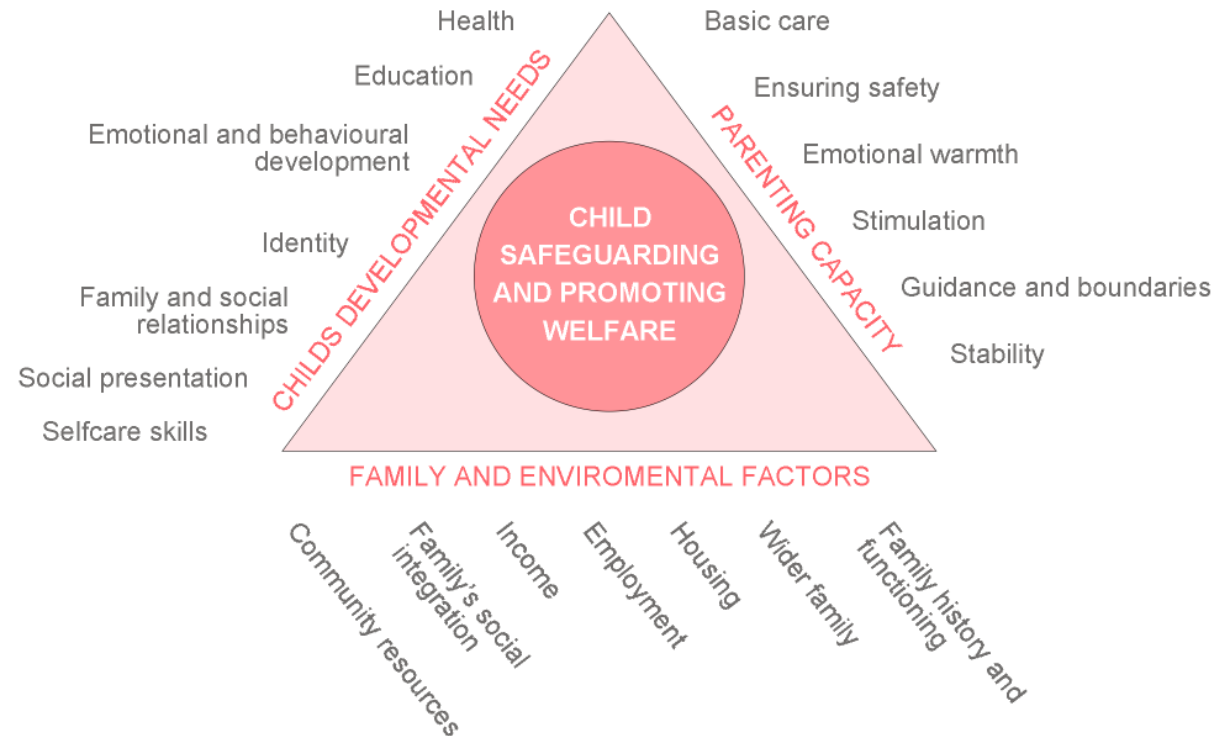 Health
Education
Emotional and behavioural
development
Identity
Family and social
relationships
Social presentation
Selfcare skills
CHILDS DEVELOPMENTAL NEEDS
CHILD
SAFEGUARDING
AND PROMOTING
WELFARE
PARENTING CAPACITY
Basic care
Ensuring safety
Emotional warmth
Stimulation
Guidance and boundaries
Stability
FAMILY AND ENVIROMENTAL FACTORS
Community resources
Family's social
integration
Income
Employment
Housing
Wider family
Family history and
functioning